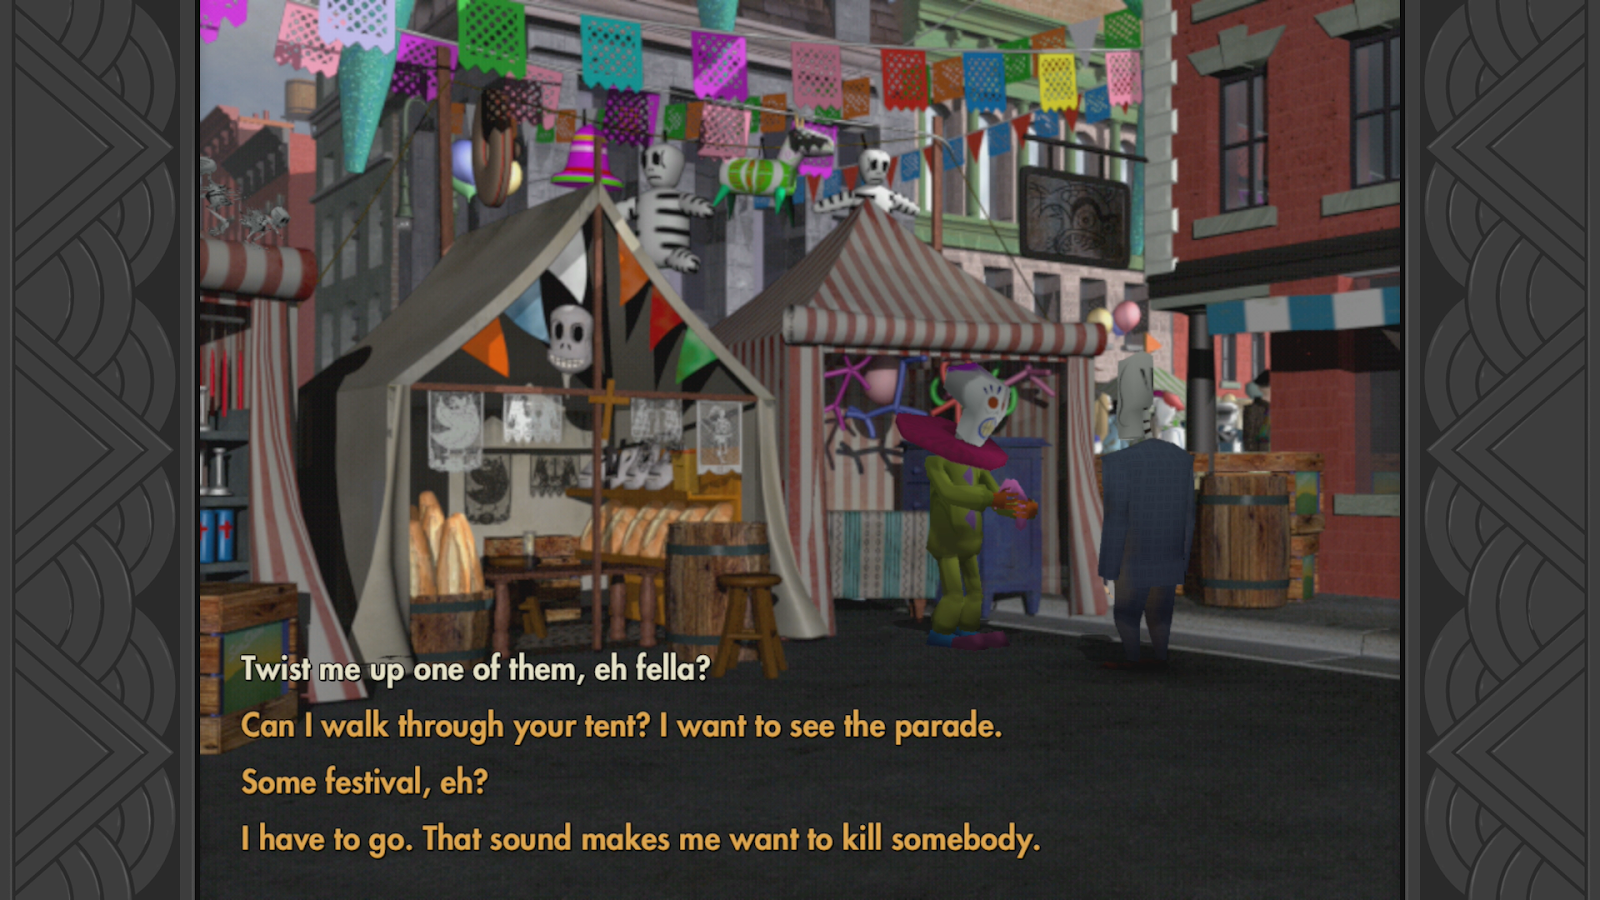 Twist me up one of them, eh fella?
Can I walk through your tent? I want to see the parade.
Some festival, eh?
I have to go. That sound makes me want to kill somebody.